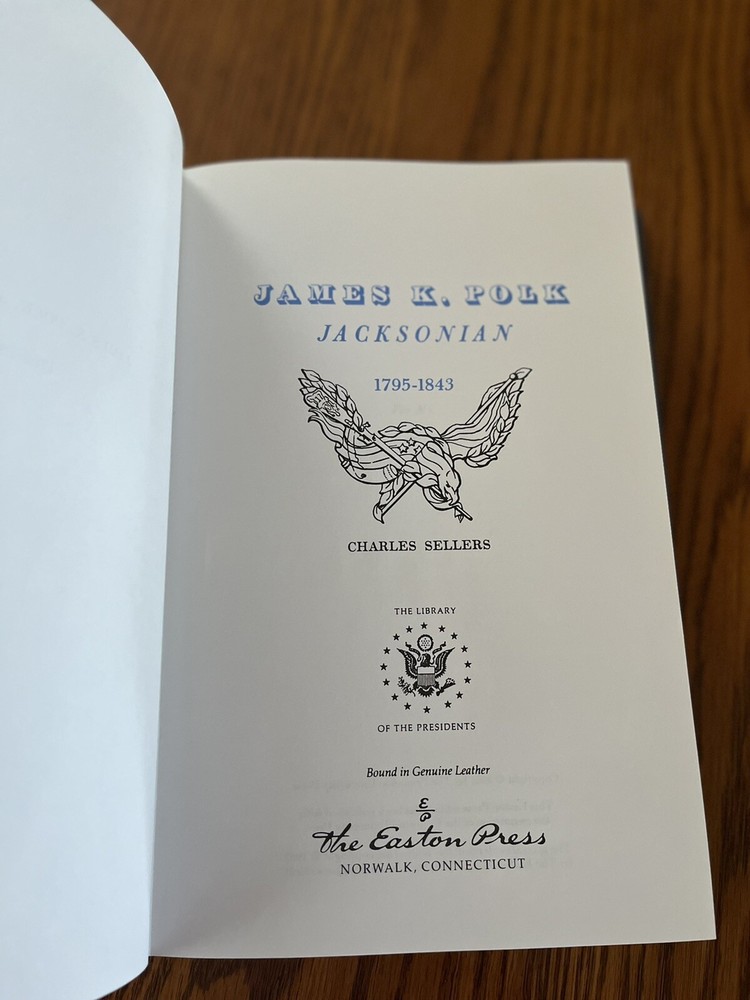 JAMES K. POLK
JACKSONIAN
1795-1843
CHARLES SELLERS
THE LIBRARY
OF THE PRESIDENTS
Bound in Genuine Leather
E
P
The Easton Press
NORWALK, CONNECTICUT